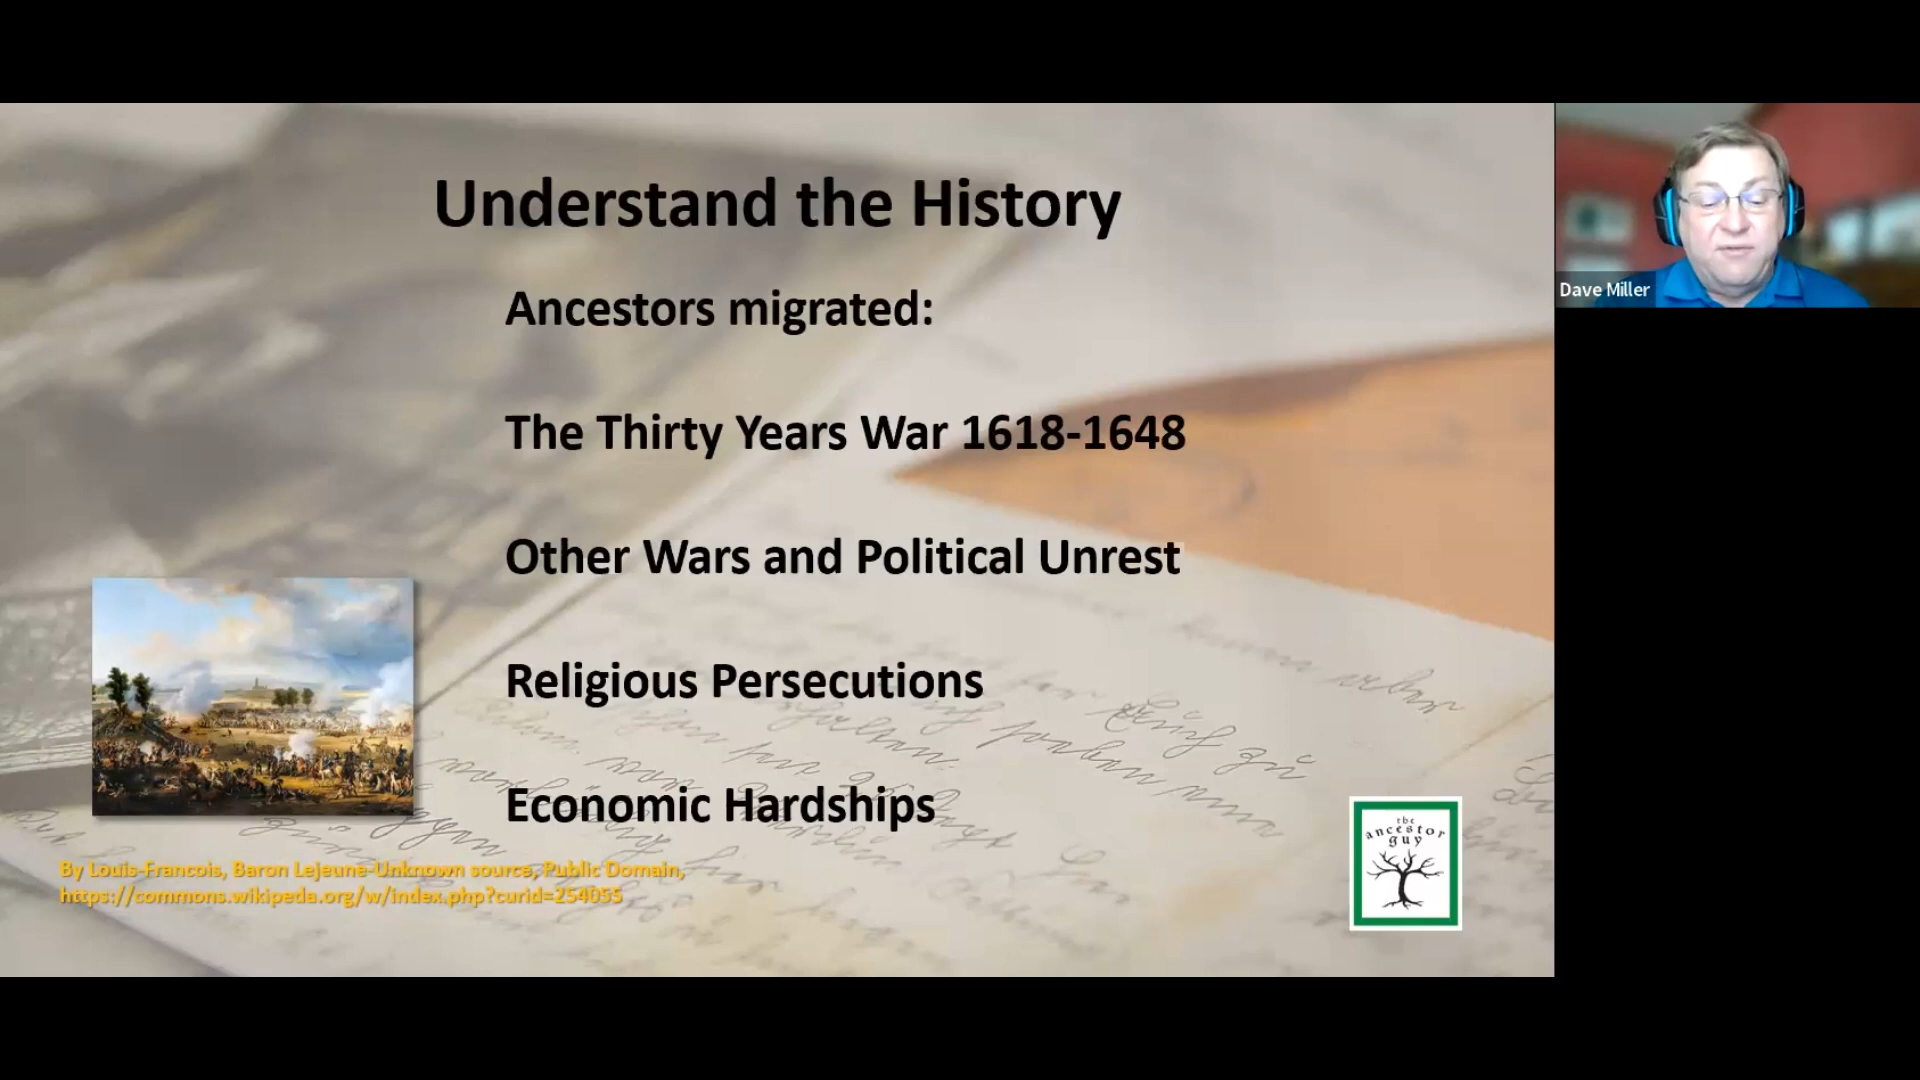 Understand the History
Ancestors migrated:
The Thirty Years War 1618-1648
Other Wars and Political Unrest
Religious Persecutions
Economic Hardships
By Louis-Francois, Baron Lejeune-Unknown source, Public Domain,
https://commons.wikipeda.org/w/index.php?curid=254055
the
ancestor
guy
Dave Miller